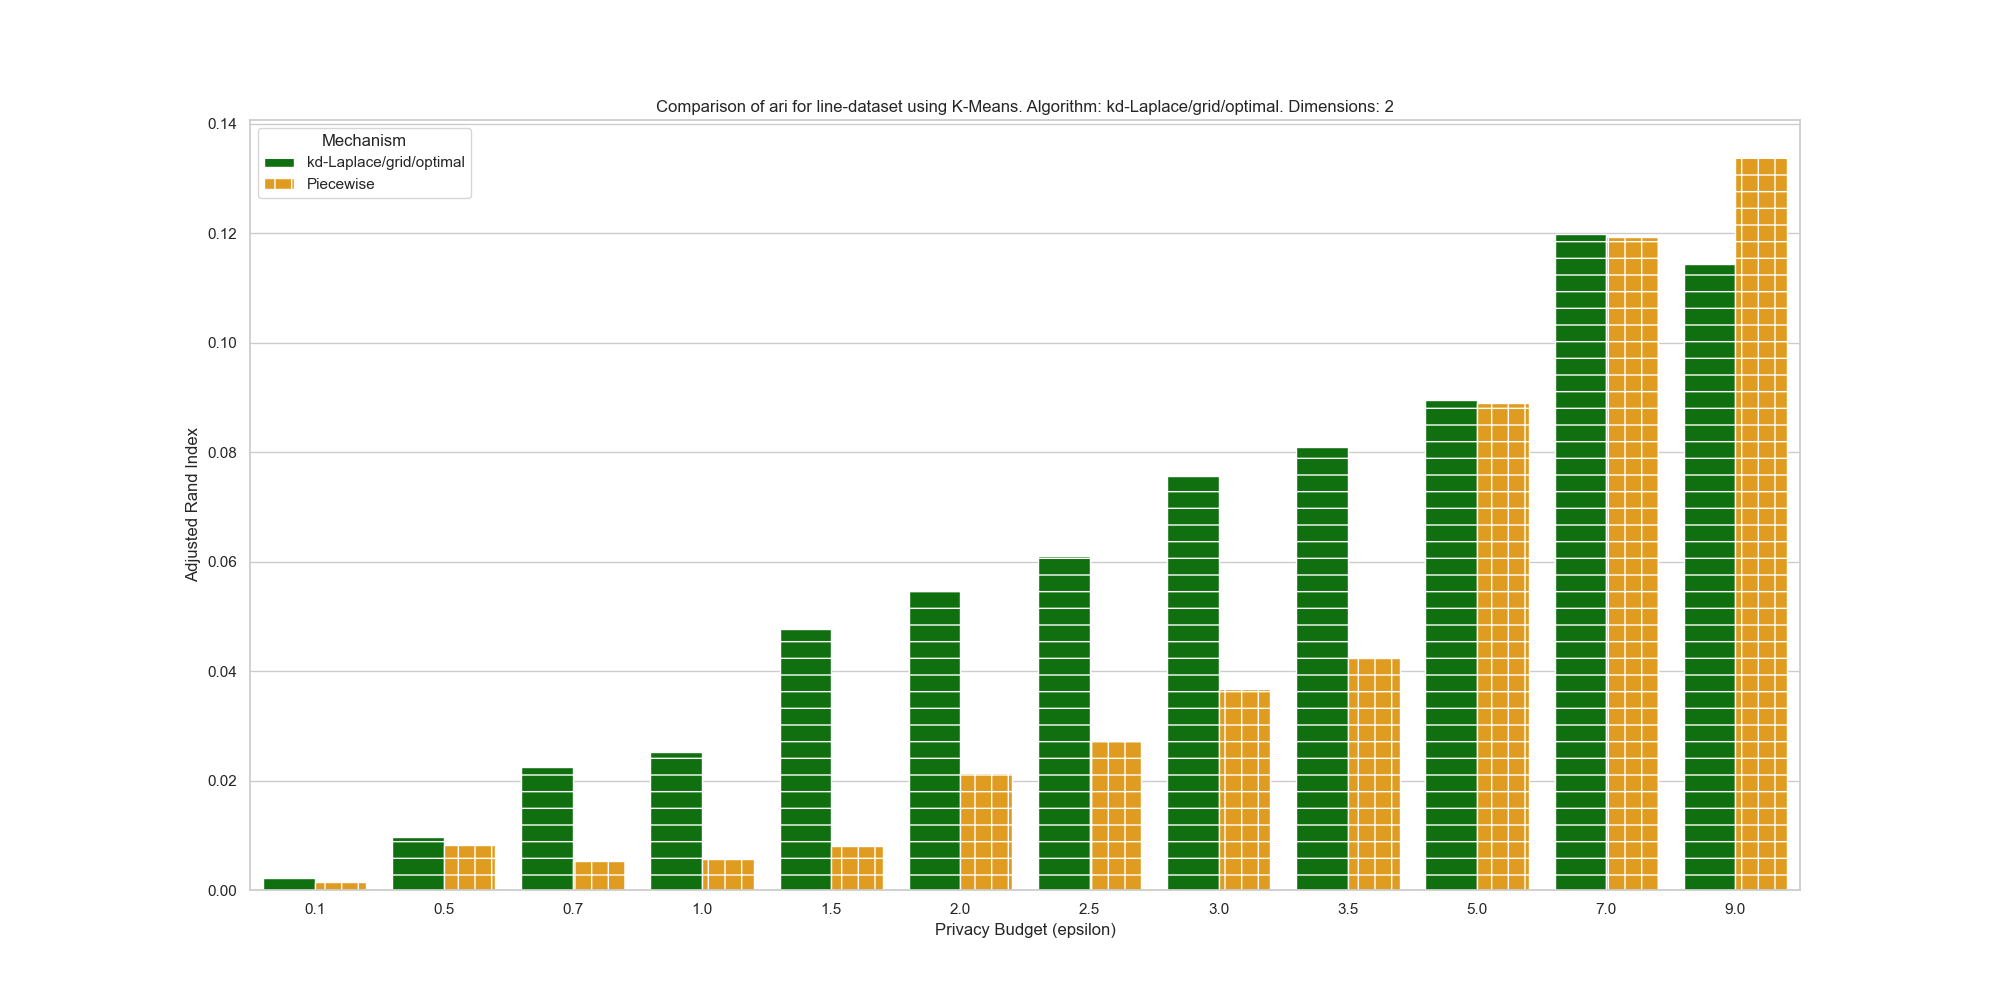 Comparison of ari for line-dataset using K-Means. Algorithm: kd-Laplace/grid/optimal. Dimensions: 2
Mechanism
kd-Laplace/grid/optimal
Piecewise
Adjusted Rand Index
0.14
0.12
0.10
0.08
0.06
0.04
0.02
0.00
0.1 0.5 0.7 1.0 1.5 2.0 2.5 3.0 3.5 5.0 7.0 9.0
Privacy Budget (epsilon)